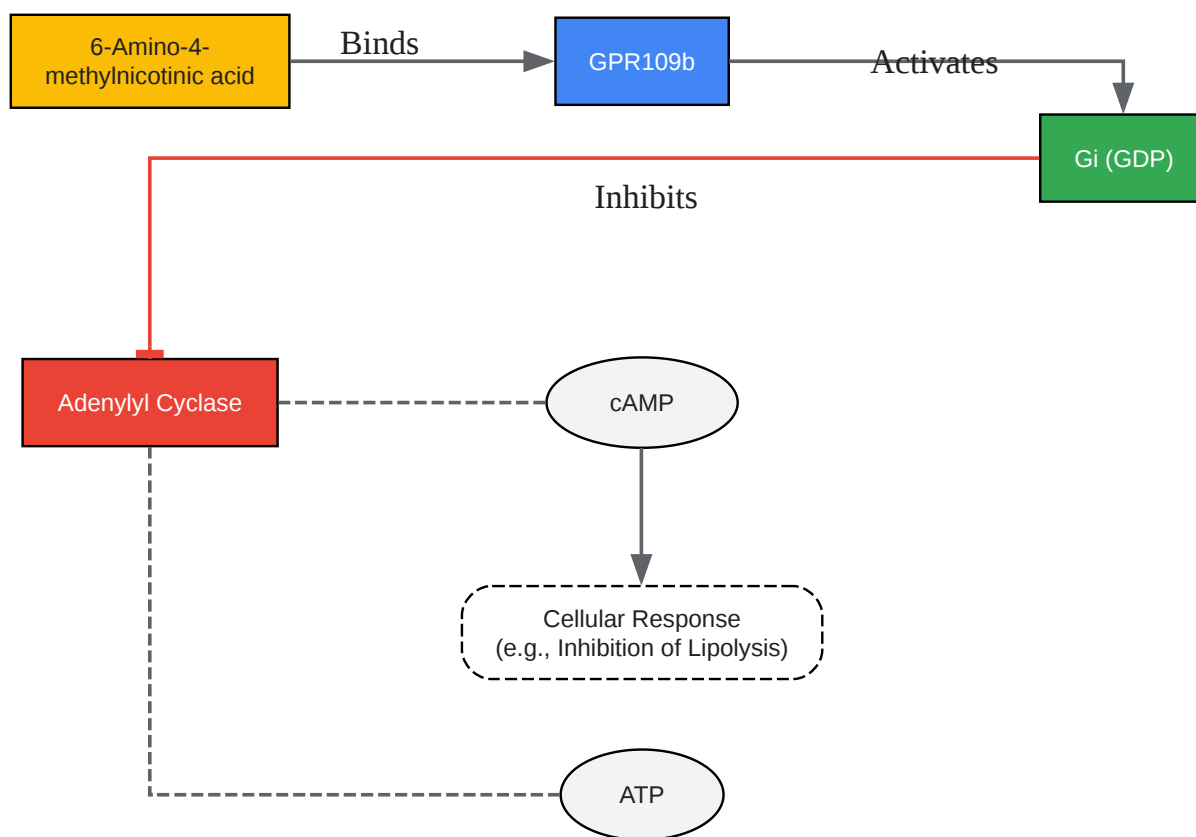 6-Amino-4-
methylnicotinic acid
Binds
GPR109b
Activates
Gi (GDP)
Inhibits
Adenylyl Cyclase
cAMP
Cellular Response
(e.g., Inhibition of Lipolysis)
ATP